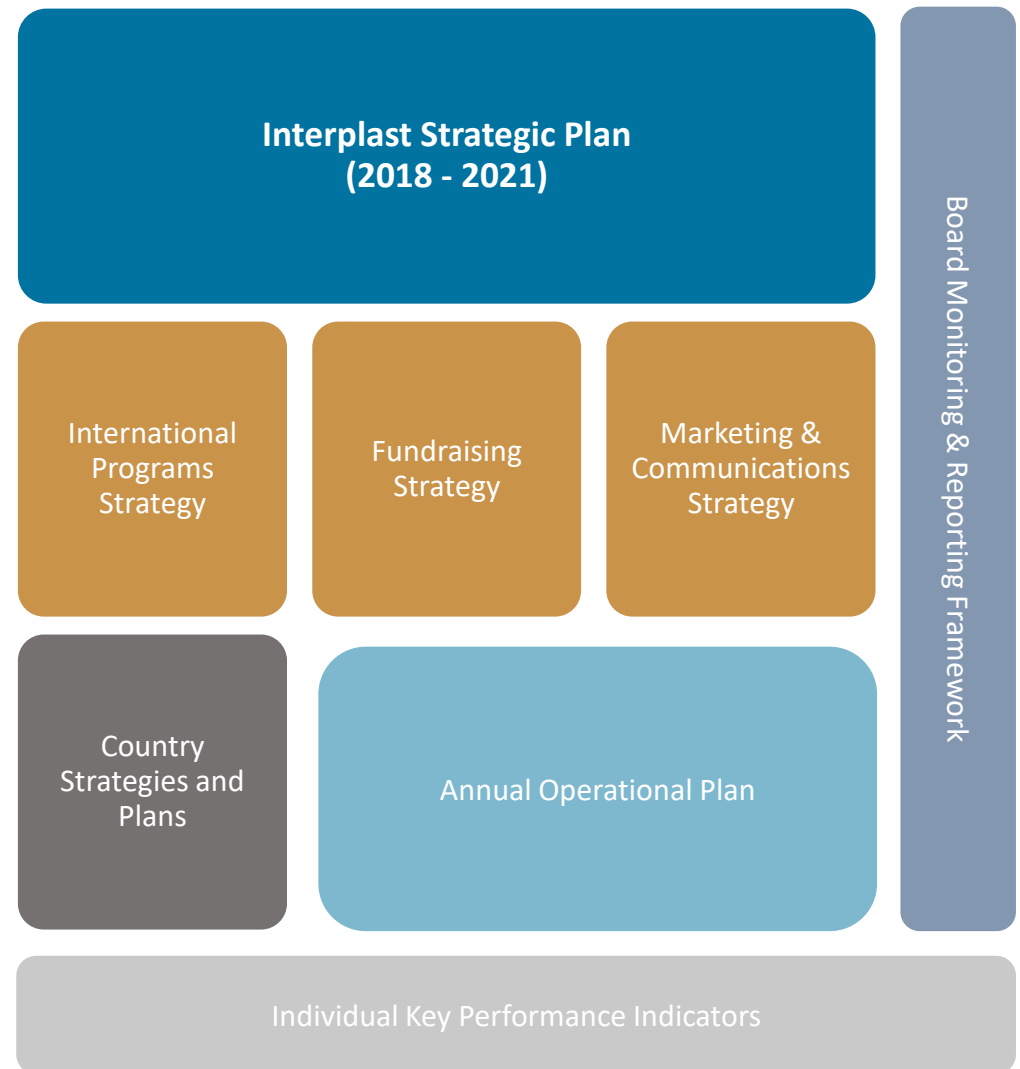 Interplast Strategic Plan
(2018 - 2021)
Board Monitoring & Reporting Framework
International
Programs
Strategy
Fundraising
Strategy
Marketing &
Communications
Strategy
Country
Strategies and
Plans
Annual Operational Plan
Individual Key Performance Indicators